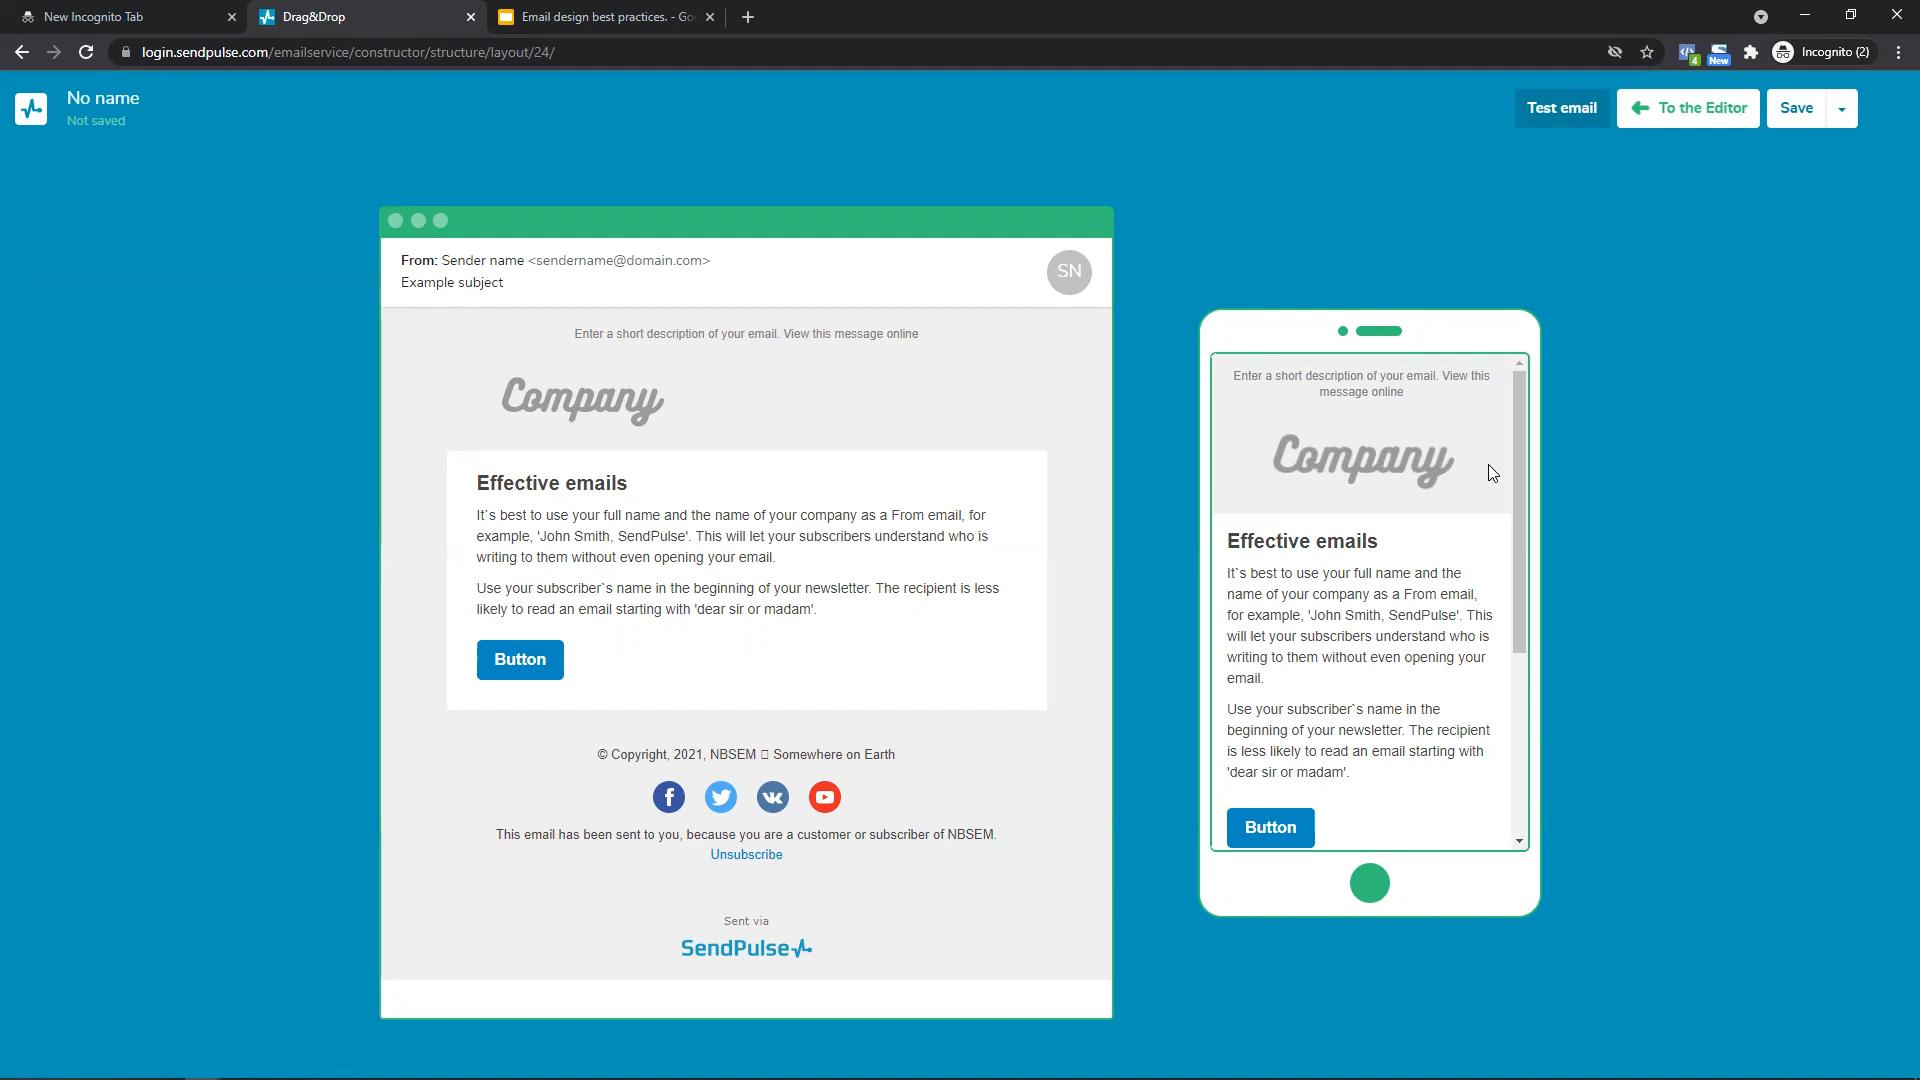 New Incognito Tab
Drag&Drop
Email design best practices. - Go
login.sendpulse.com/emailservice/constructor/structure/layout/24/
4
New
Incognito (2)
No name
Not saved
Test email
To the Editor
Save
From: Sender name <sendername@domain.com>
Example subject
SN
Enter a short description of your email. View this message online
Company
Effective emails
It`s best to use your full name and the name of your company as a From email, for
example, 'John Smith, SendPulse'. This will let your subscribers understand who is
writing to them without even opening your email.
Use your subscriber`s name in the beginning of your newsletter. The recipient is less
likely to read an email starting with 'dear sir or madam'.
Button
© Copyright, 2021, NBSEM Somewhere on Earth
This email has been sent to you, because you are a customer or subscriber of NBSEM.
Unsubscribe
Sent via
SendPulse
Enter a short description of your email. View this
message online
Company
Effective emails
It`s best to use your full name and the
name of your company as a From email,
for example, 'John Smith, SendPulse'. This
will let your subscribers understand who is
writing to them without even opening your
email.
Use your subscriber`s name in the
beginning of your newsletter. The recipient
is less likely to read an email starting with
'dear sir or madam'.
Button